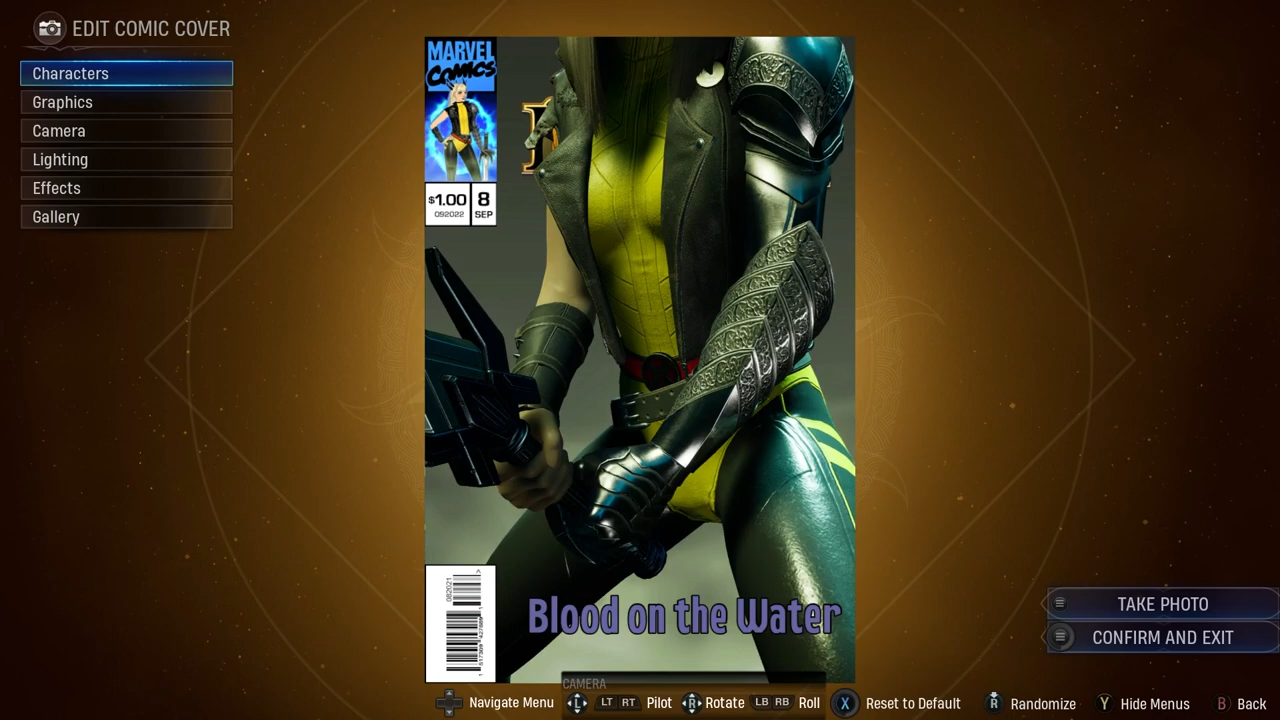 EDIT COMIC COVER
Characters
Graphics
Camera
Lighting
Effects
Gallery
MARVEL
COMICS
$1.00
092022
8
SEP
082021
Blood on the Water
TAKE PHOTO
CONFIRM AND EXIT
CAMERA
Navigate Menu
L
LT RT Pilot
R Rotate
LB RB Roll
X Reset to Default
R Randomize
Y Hide Menus
B Back